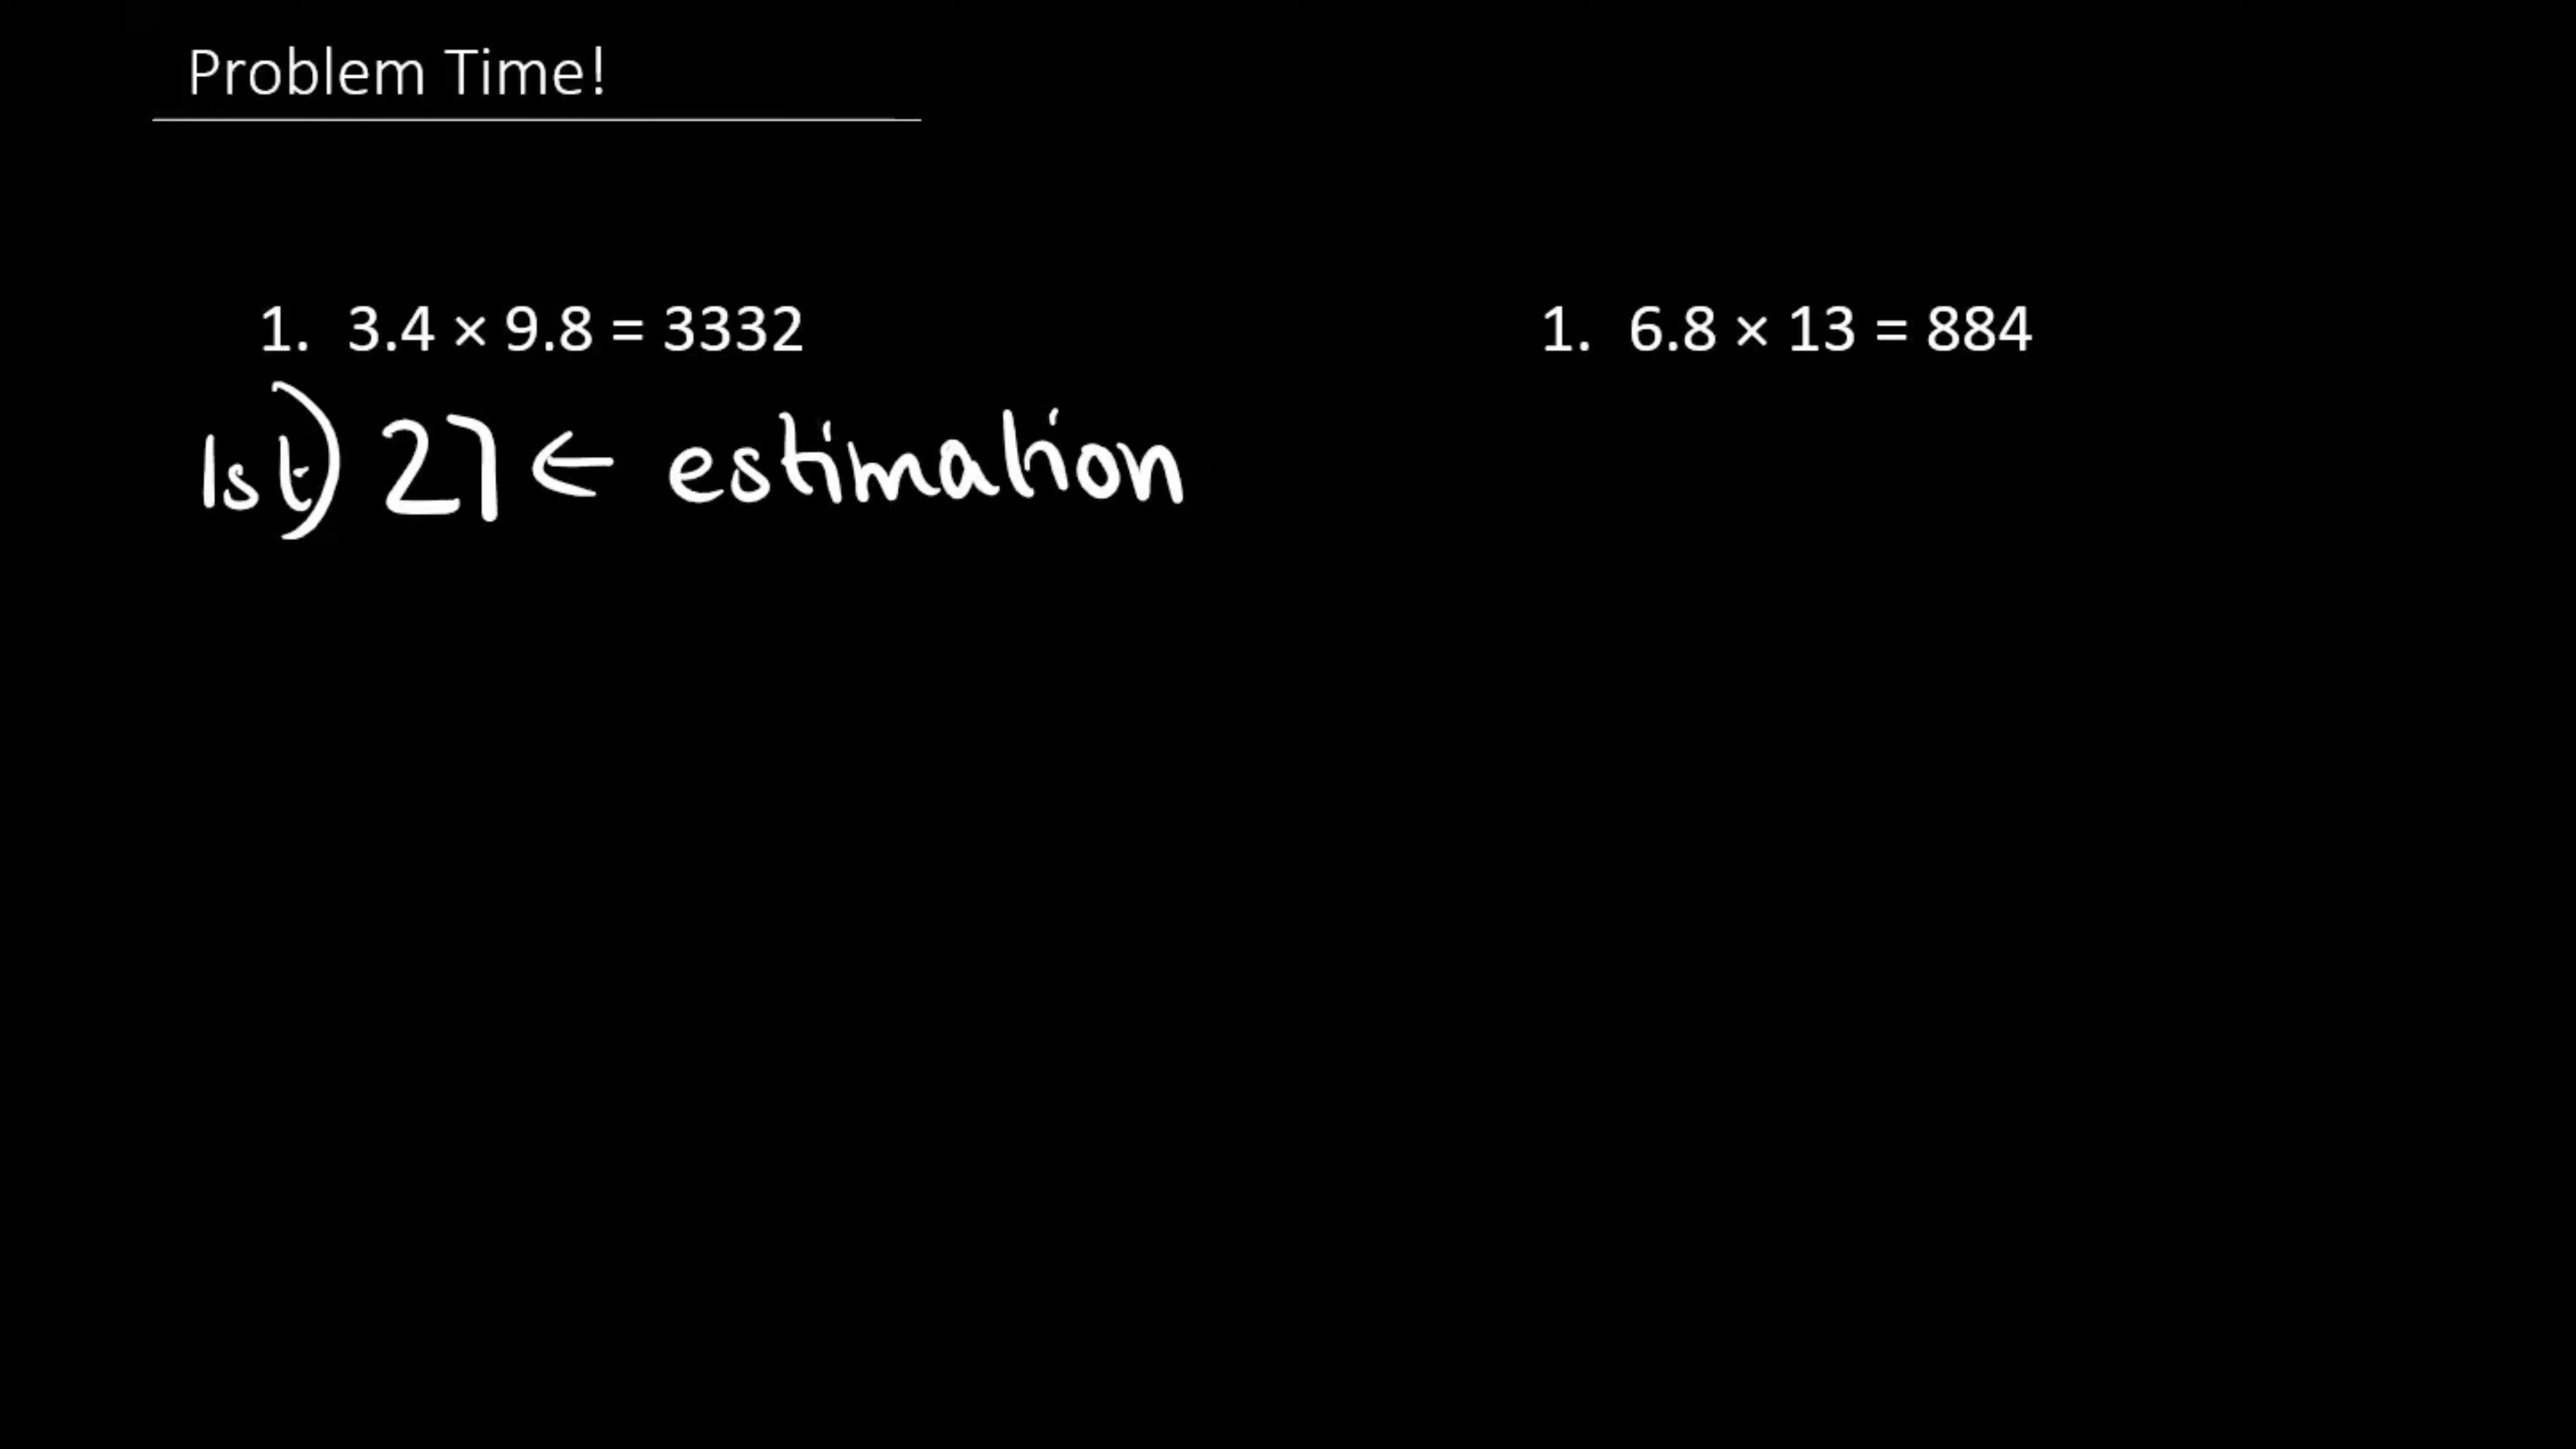 Problem Time!
1. 3.4 × 9.8 = 3332
1st) 27 ← estimation
1. 6.8 × 13 = 884